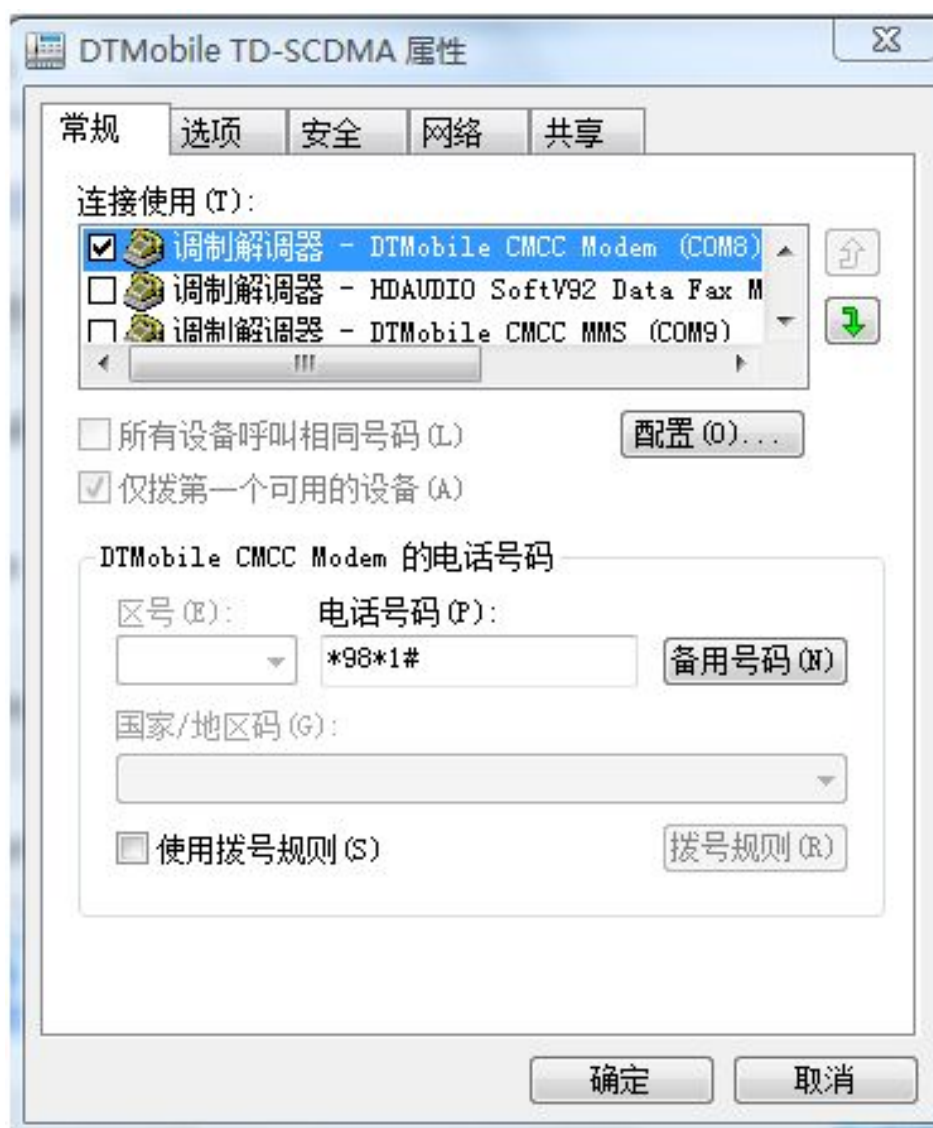 DTMobile TD-SCDMA 属性
常规 选项 安全 网络 共享
连接使用(T):
调制解调器 - DTMobile CMCC Modem (COM8)
调制解调器 - HDAUDIO SoftV92 Data Fax M
调制解调器 - DTMobile CMCC MMS (COM9)
所有设备呼叫相同号码(L) 配置(O)...
仅拨第一个可用的设备(A)
DTMobile CMCC Modem 的电话号码
区号(E): 电话号码(P):
*98*1# 备用号码(N)
国家/地区码(G):
使用拨号规则(S) 拨号规则(R)
确定 取消